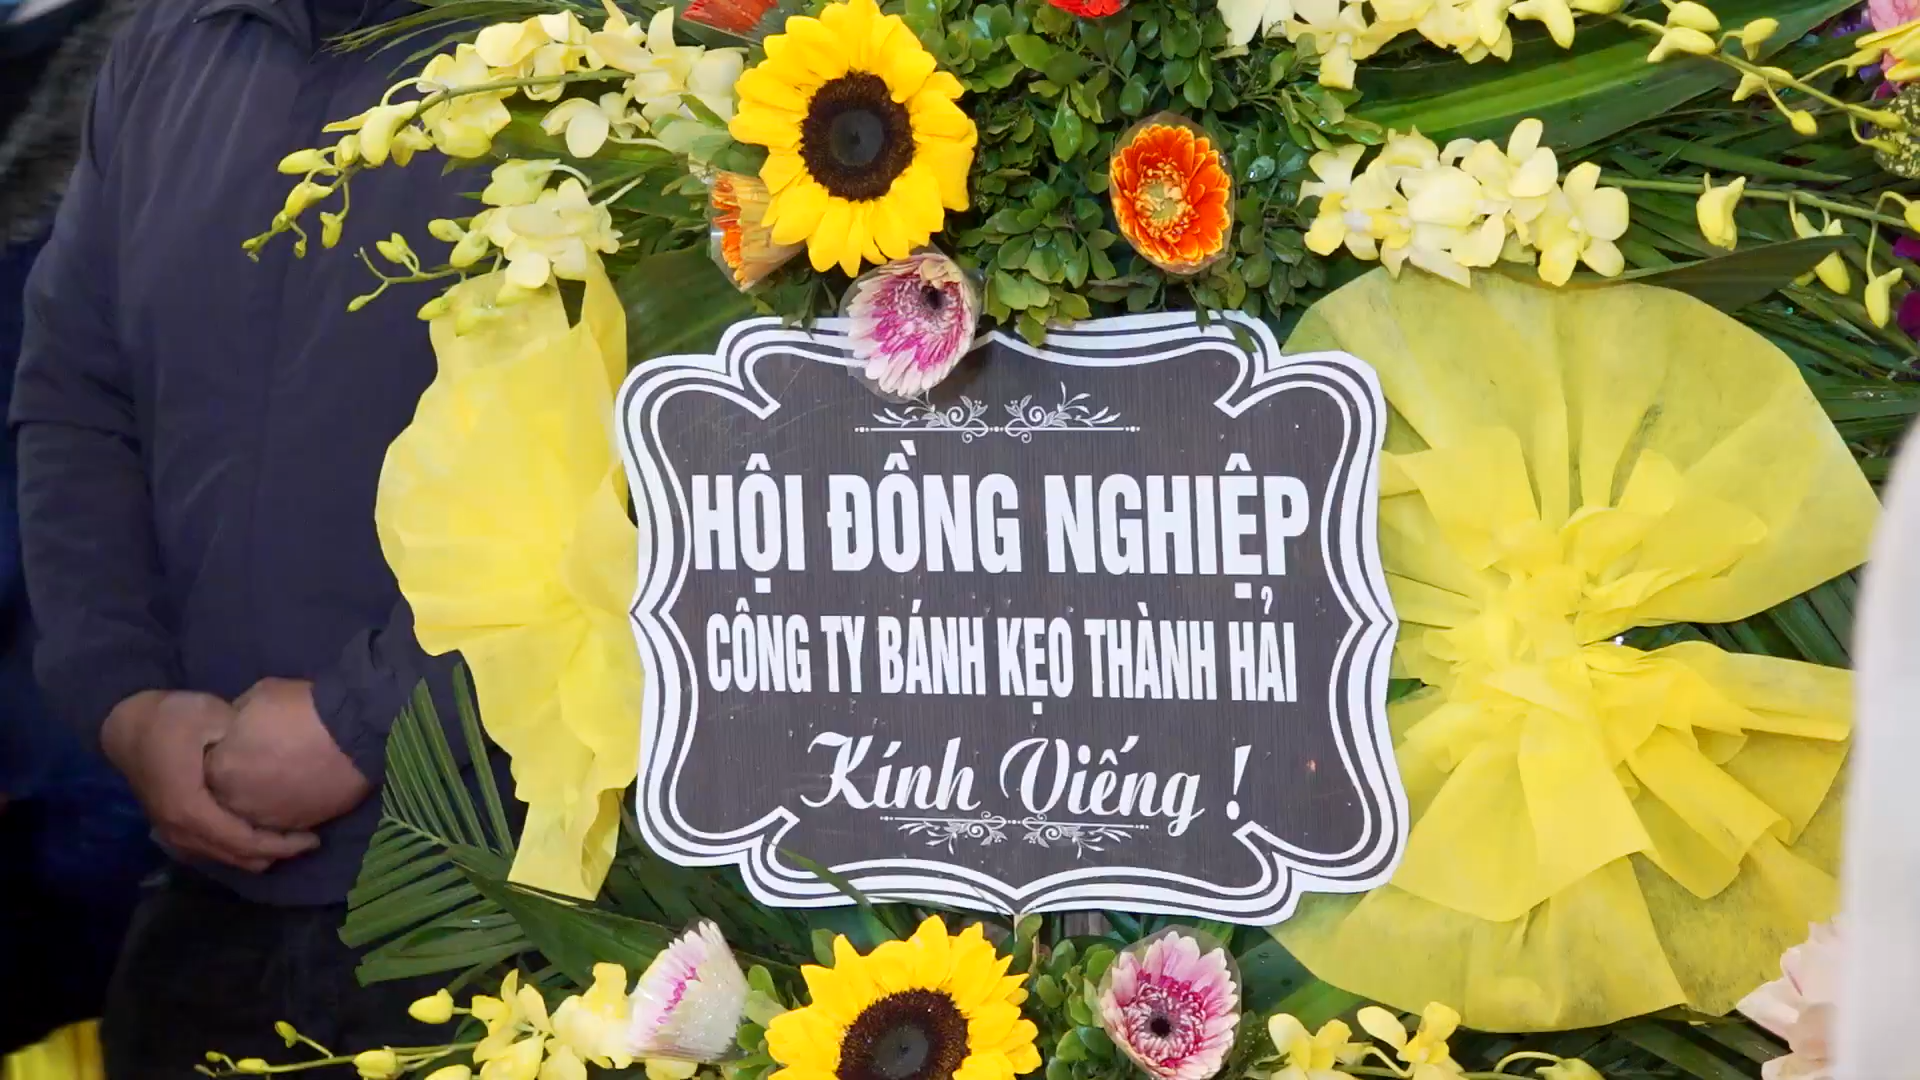 HỘI ĐỒNG NGHIỆP
CÔNG TY BÁNH KẸO THÀNH HẢI
Kính Viếng !